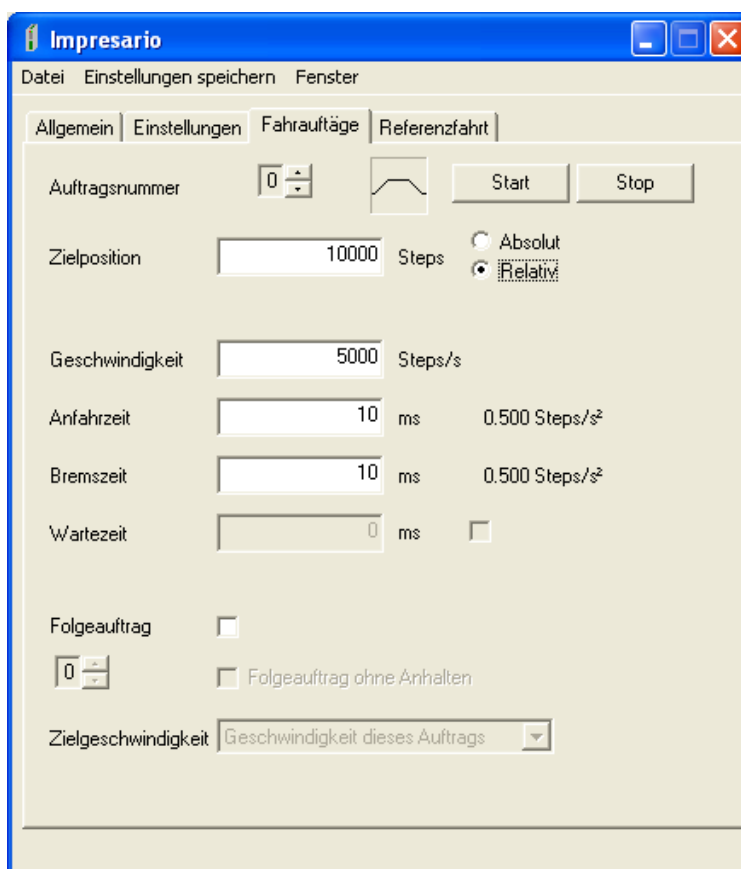 Impresario
Datei Einstellungen speichern Fenster
Allgemein Einstellungen Fahrauftäge Referenzfahrt
Auftragsnummer 0 Start Stop
Zielposition 10000 Steps Absolut
Relativ
Geschwindigkeit 5000 Steps/s
Anfahrzeit 10 ms 0.500 Steps/s²
Bremszeit 10 ms 0.500 Steps/s²
Wartezeit 0 ms
Folgeauftrag
0 Folgeauftrag ohne Anhalten
Zielgeschwindigkeit Geschwindigkeit dieses Auftrags